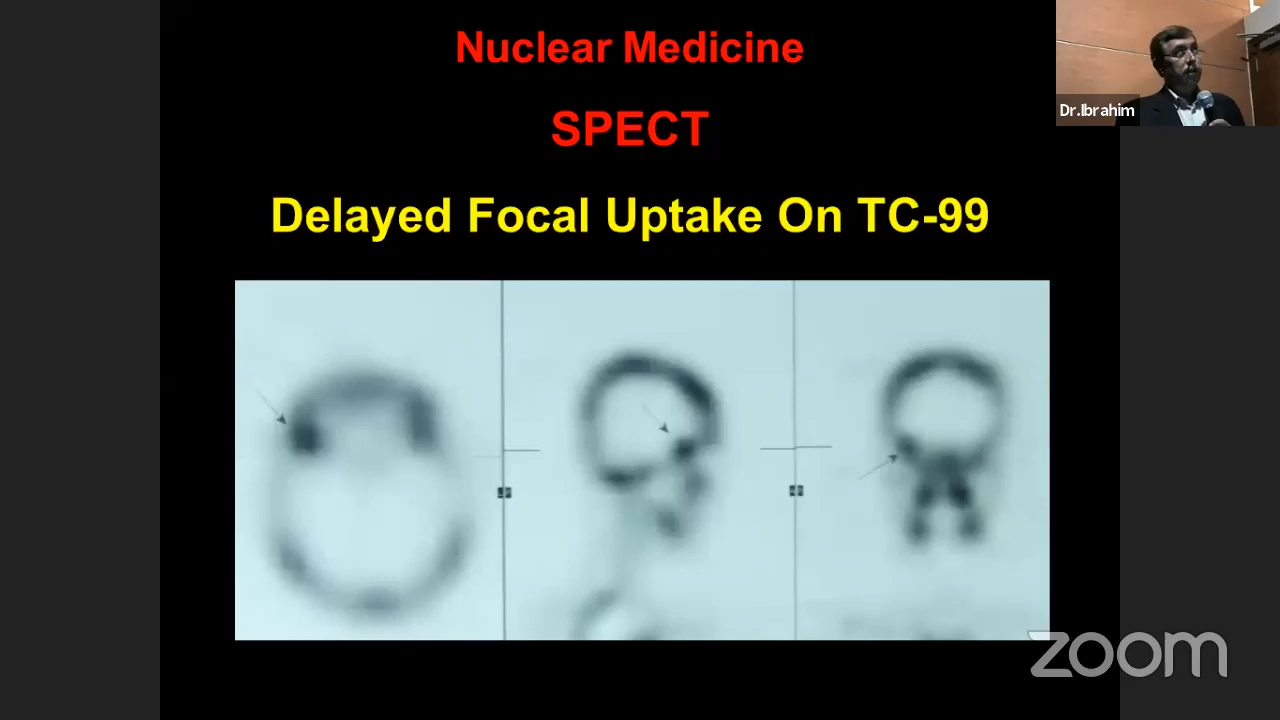 Nuclear Medicine
SPECT
Delayed Focal Uptake On TC-99
Dr.Ibrahim
zoom